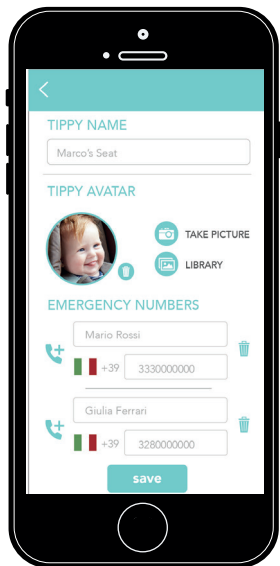 TIPPY NAME
Marco's Seat
TIPPY AVATAR
TAKE PICTURE
LIBRARY
EMERGENCY NUMBERS
Mario Rossi
+39 3330000000
Giulia Ferrari
+39 3280000000
save